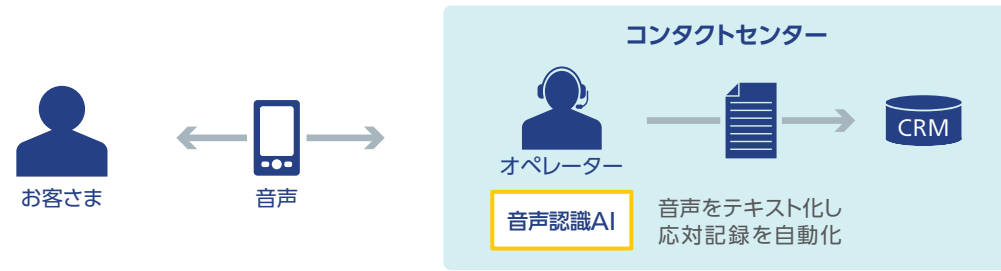 コンタクトセンター
お客さま
音声
オペレーター
CRM
音声認識AI
音声をテキスト化し
応対記録を自動化